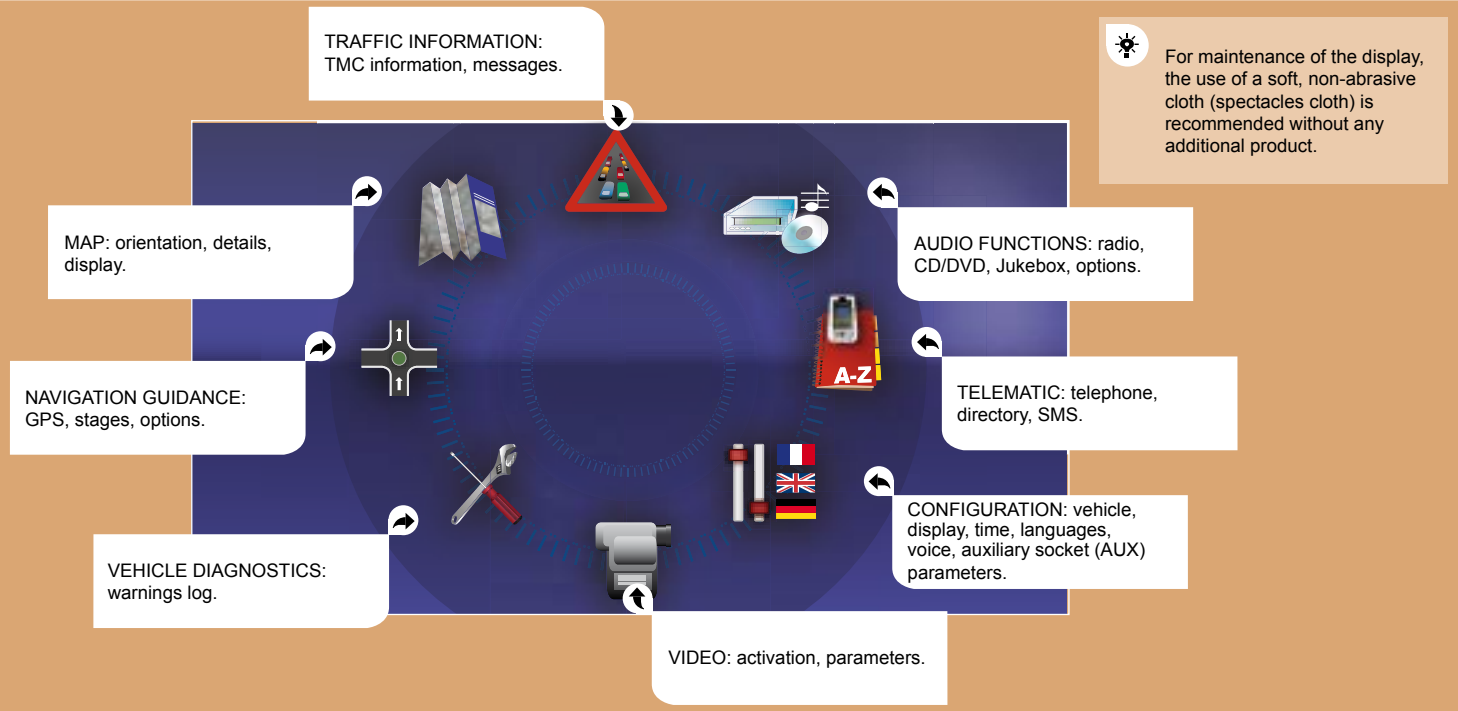 TRAFFIC INFORMATION:
TMC information, messages.
For maintenance of the display,
the use of a soft, non-abrasive
cloth (spectacles cloth) is
recommended without any
additional product.
MAP: orientation, details,
display.
AUDIO FUNCTIONS: radio,
CD/DVD, Jukebox, options.
NAVIGATION GUIDANCE:
GPS, stages, options.
A-Z
TELEMATIC: telephone,
directory, SMS.
VEHICLE DIAGNOSTICS:
warnings log.
CONFIGURATION: vehicle,
display, time, languages,
voice, auxiliary socket (AUX)
parameters.
VIDEO: activation, parameters.